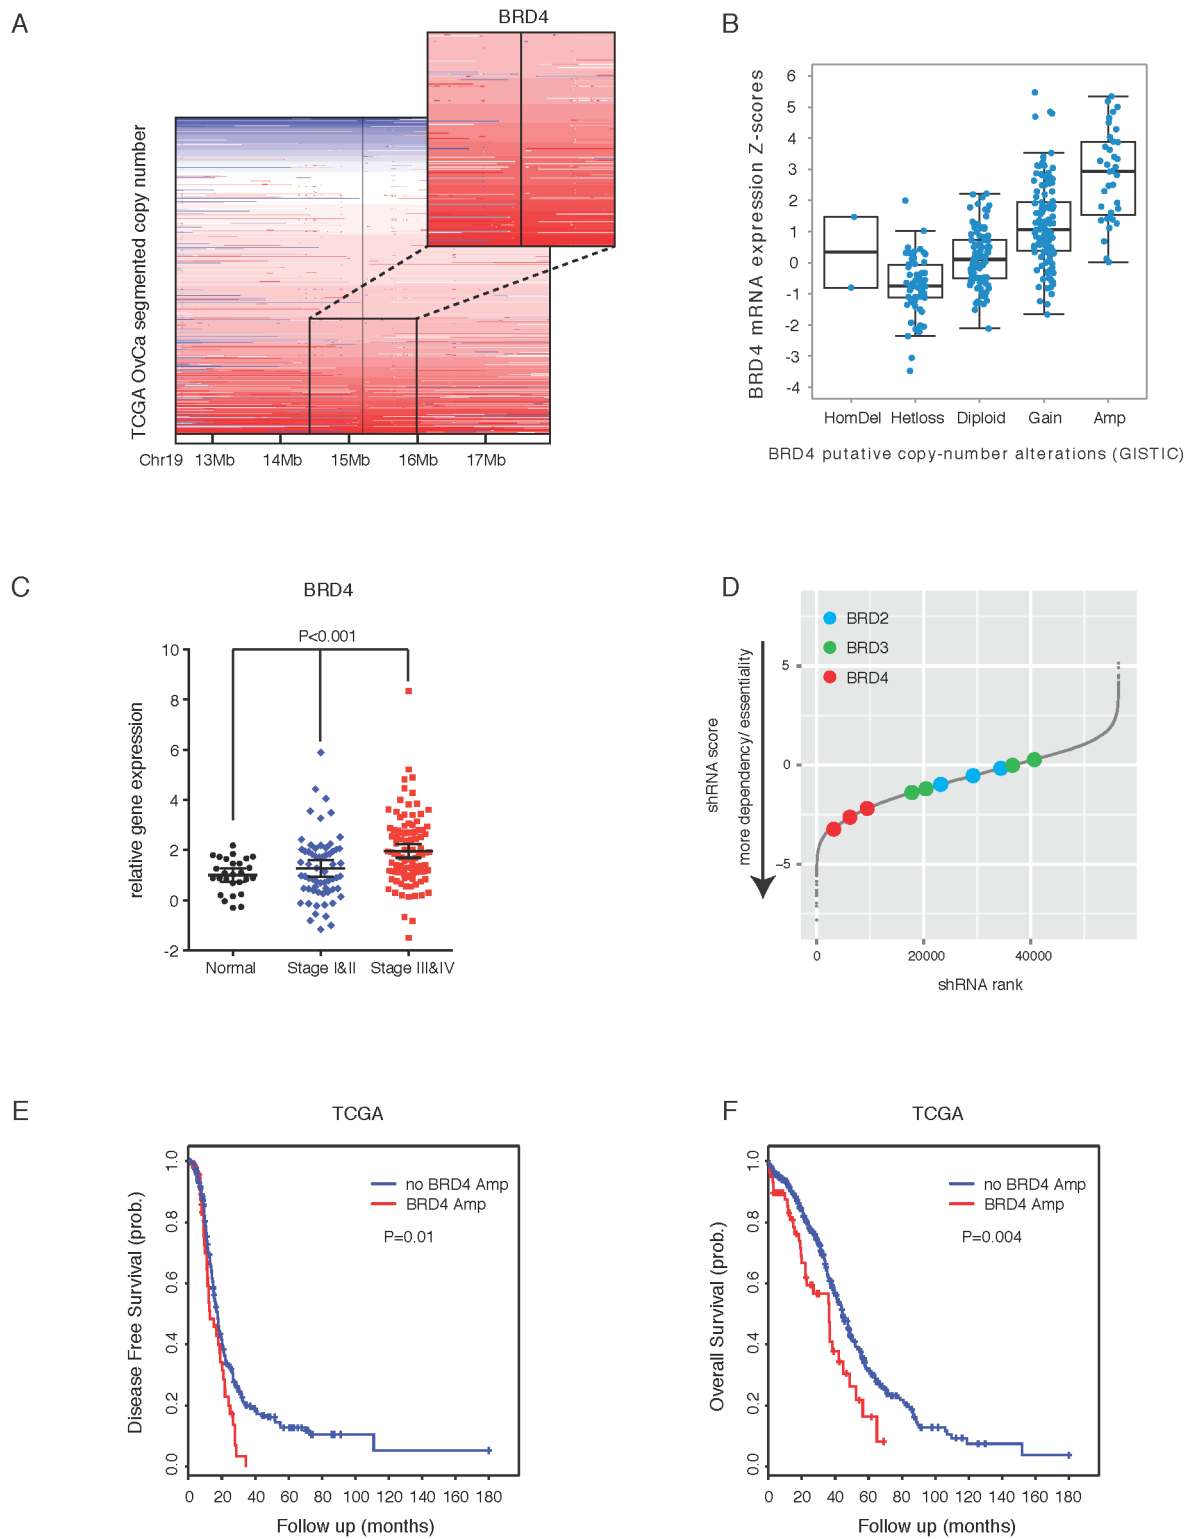 A
BRD4
TCGA OvCa segmented copy number
Chr19 13Mb 14Mb 15Mb 16Mb 17Mb
B
BRD4 mRNA expression Z-scores
6
5
4
3
2
1
0
-1
-2
-3
-4
HomDel Hetloss Diploid Gain Amp
BRD4 putative copy-number alterations (GISTIC)
C
BRD4
P<0.001
relative gene expression
10
8
6
4
2
0
-2
Normal Stage I&II Stage III&IV
D
BRD2
BRD3
BRD4
shRNA score
more dependency/ essentiality
5
0
−5
0 20000 40000
shRNA rank
E
TCGA
Disease Free Survival (prob.)
1.0
0.8
0.6
0.4
0.2
0.0
no BRD4 Amp
BRD4 Amp
P=0.01
0 20 40 60 80 100 120 140 160 180
Follow up (months)
F
TCGA
Overall Survival (prob.)
1.0
0.8
0.6
0.4
0.2
0.0
no BRD4 Amp
BRD4 Amp
P=0.004
0 20 40 60 80 100 120 140 160 180
Follow up (months)